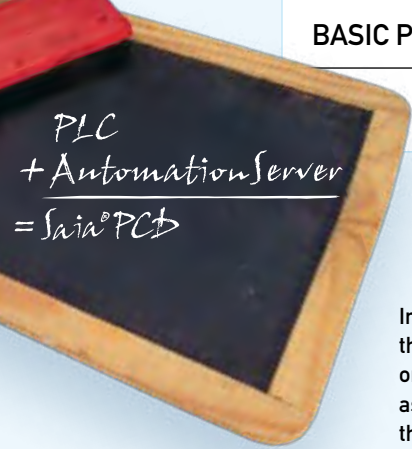 BASIC P
PLC
+ AutomationServer
= Saia® PCD
In
th
o
as
th